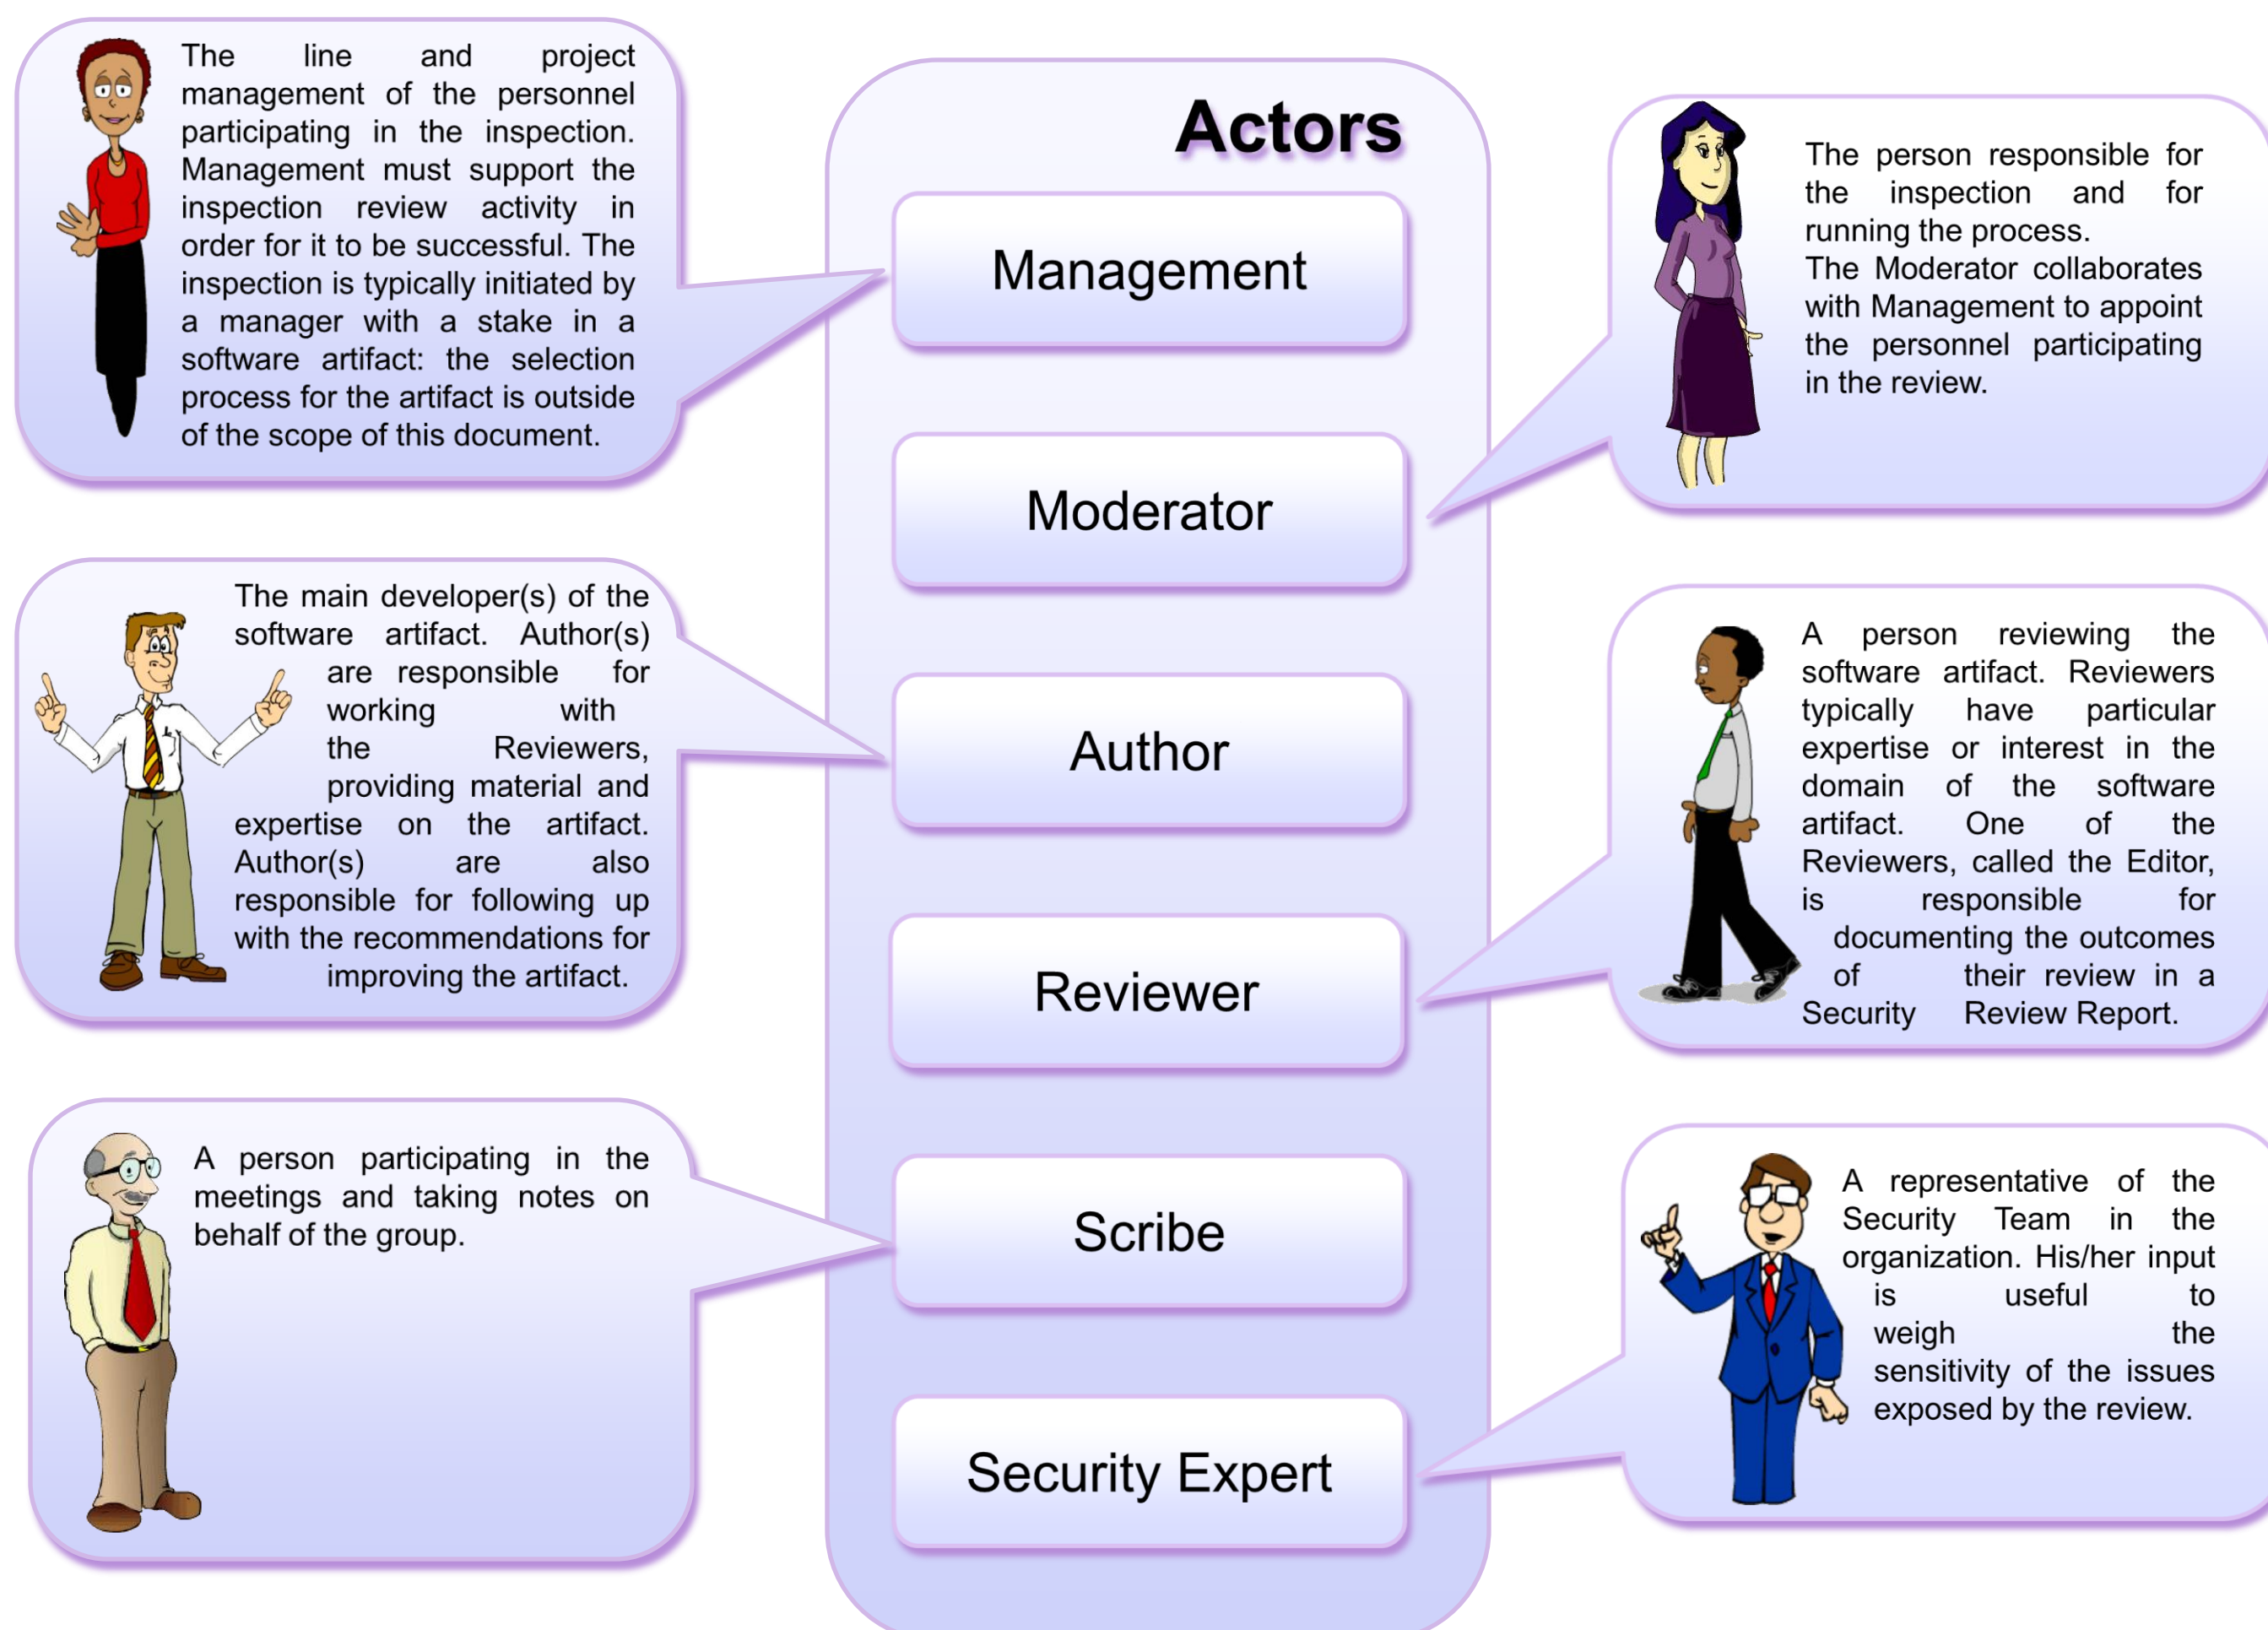 Actors
Management
The line and project
management of the personnel
participating in the inspection.
Management must support the
inspection review activity in
order for it to be successful. The
inspection is typically initiated by
a manager with a stake in a
software artifact: the selection
process for the artifact is outside
of the scope of this document.
Moderator
The person responsible for
the inspection and for
running the process.
The Moderator collaborates
with Management to appoint
the personnel participating
in the review.
Author
The main developer(s) of the
software artifact. Author(s)
are responsible for
working with
the Reviewers,
providing material and
expertise on the artifact.
Author(s) are also
responsible for following up
with the recommendations for
improving the artifact.
Reviewer
A person reviewing the
software artifact. Reviewers
typically have particular
expertise or interest in the
domain of the software
artifact. One of the
Reviewers, called the Editor,
is responsible for
documenting the outcomes
of their review in a
Security Review Report.
Scribe
A person participating in the
meetings and taking notes on
behalf of the group.
Security Expert
A representative of the
Security Team in the
organization. His/her input
is useful to
weigh the
sensitivity of the issues
exposed by the review.